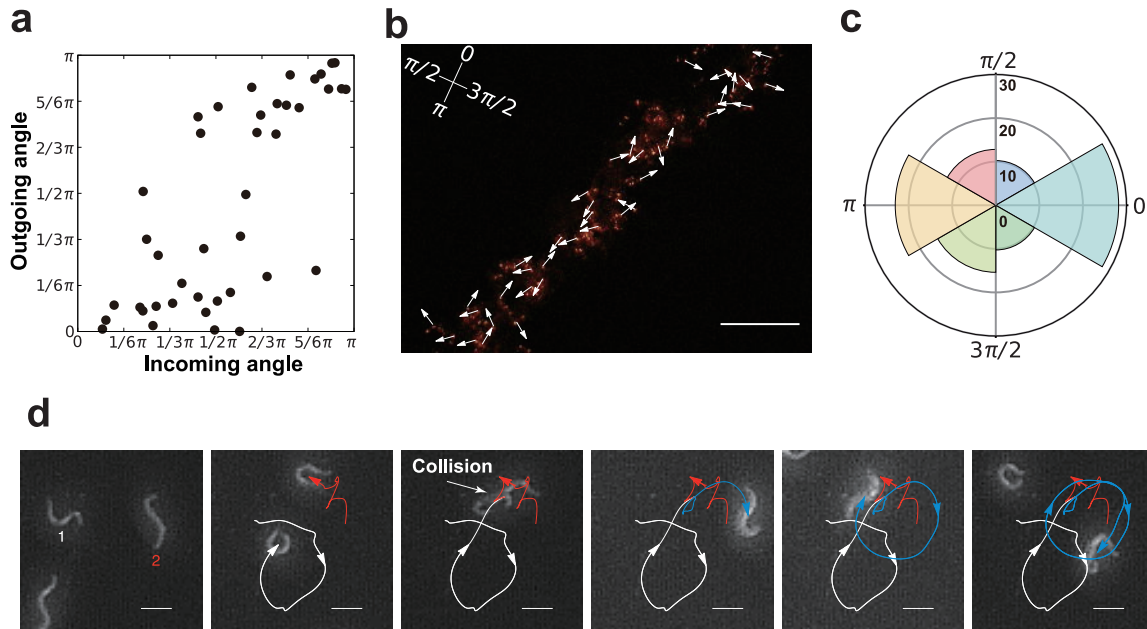 a
π
5/6π
2/3π
1/2π
1/3π
1/6π
0
Outgoing angle
0 1/6π 1/3π 1/2π 2/3π 5/6π π
Incoming angle
b
0
π/2
3π/2
π
c
π/2
30
20
10
0
π
0
3π/2
d
1
2
Collision